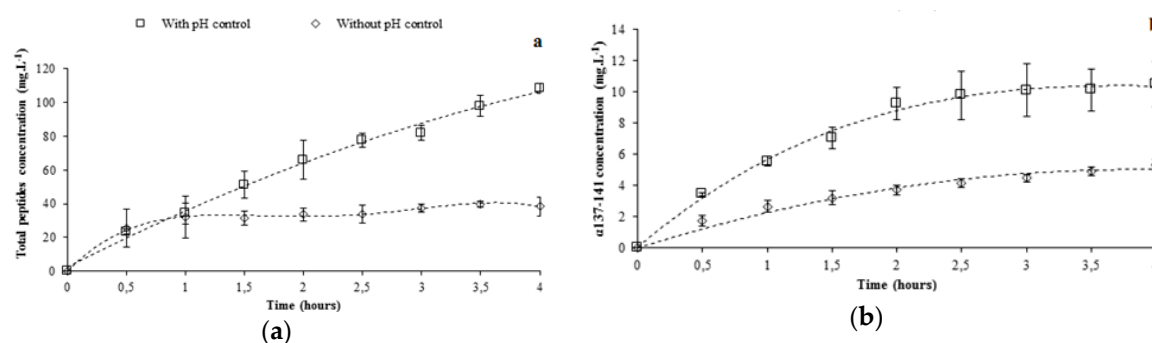 With pH control
Without pH control
a
Total peptides concentration (mg.L-1)
120
100
80
60
40
20
0
0 0,5 1 1,5 2 2,5 3 3,5 4
Time (hours)
(a)
α137-141 concentration (mg.L-1)
14
12
10
8
6
4
2
0
0 0,5 1 1,5 2 2,5 3 3,5
Time (hours)
(b)